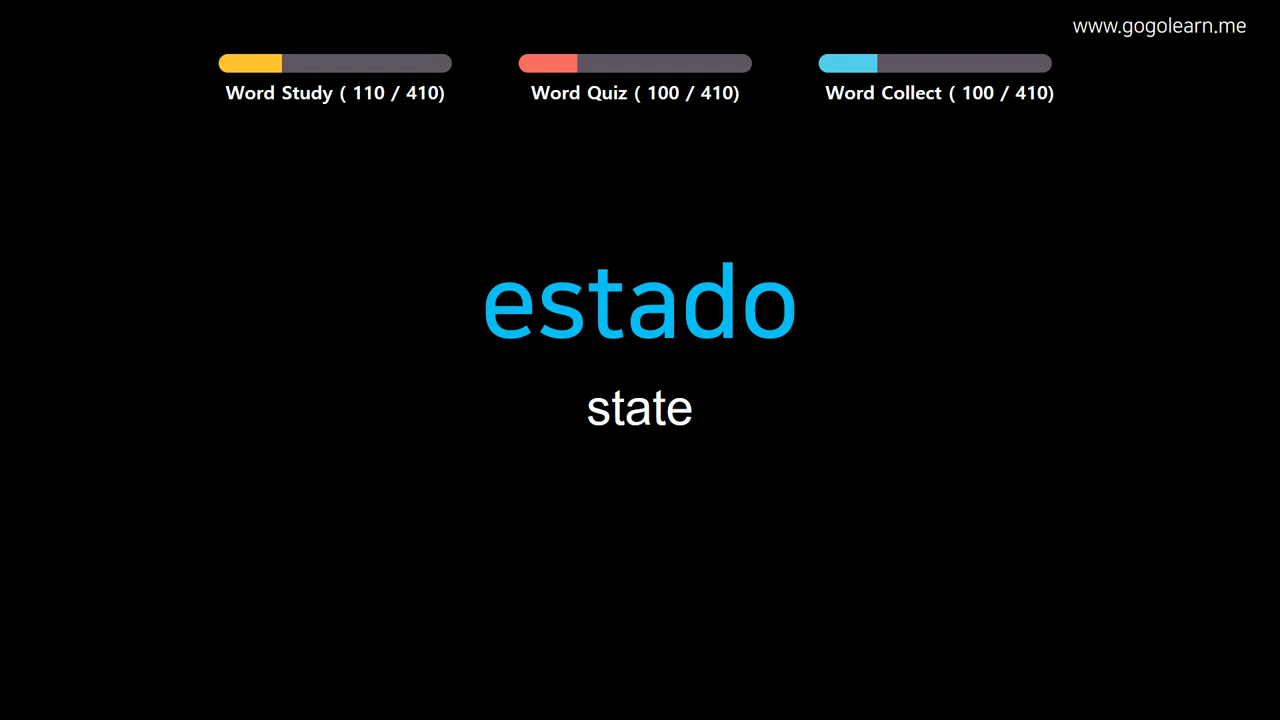 www.gogolearn.me
Word Study ( 110 / 410)
Word Quiz ( 100 / 410)
Word Collect ( 100 / 410)
estado
state